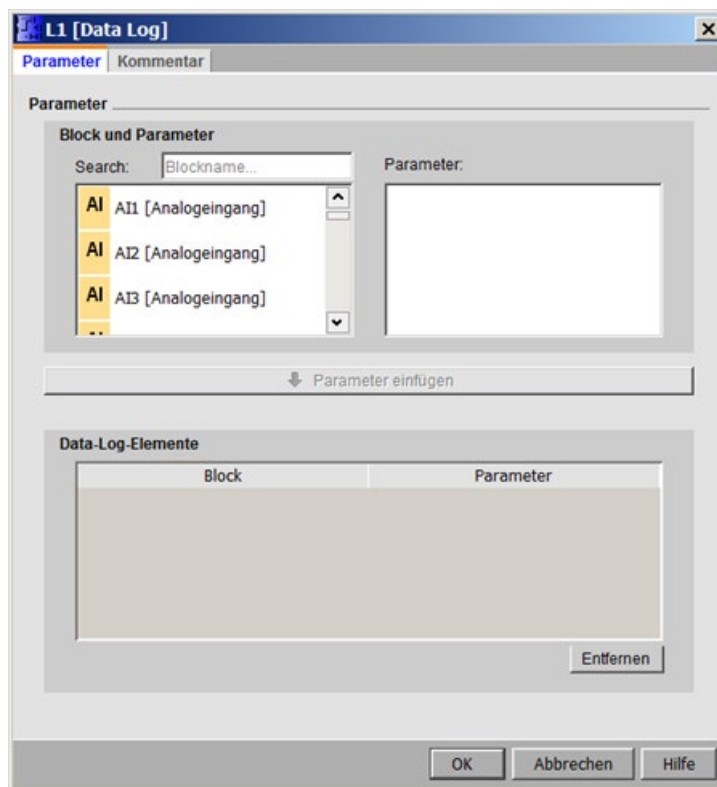 L1 [Data Log]
Parameter Kommentar
Parameter
Block und Parameter
Search: Blockname... Parameter:
AI AI1 [Analogeingang]
AI AI2 [Analogeingang]
AI AI3 [Analogeingang]
Parameter einfügen
Data-Log-Elemente
Block Parameter
Entfernen
OK Abbrechen Hilfe